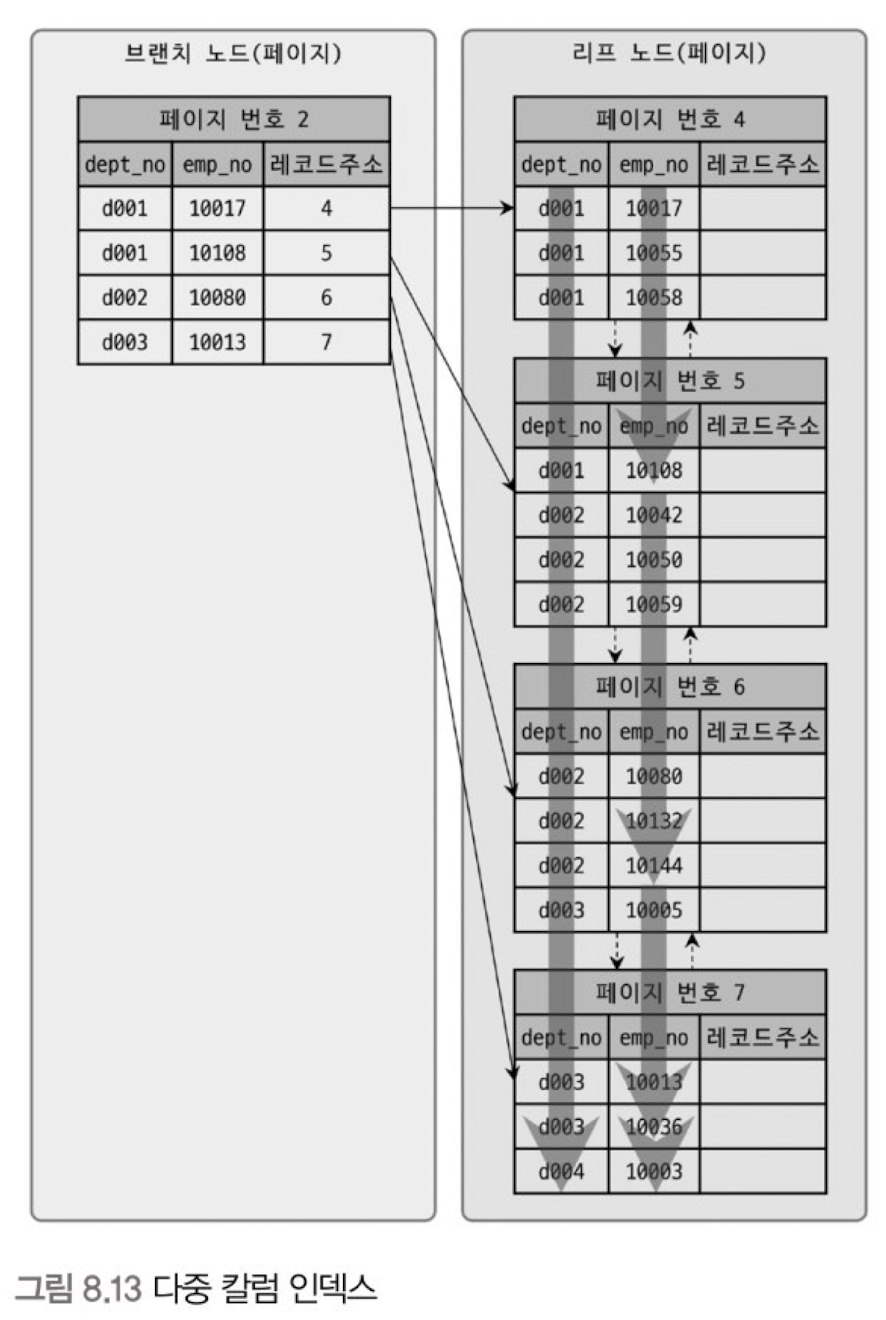 브랜치 노드(페이지)
페이지 번호 2
dept_no emp_no 레코드주소
d001 10017 4
d001 10108 5
d002 10080 6
d003 10013 7
리프 노드(페이지)
페이지 번호 4
dept_no emp_no 레코드주소
d001 10017
d001 10055
d001 10058
페이지 번호 5
dept_no emp_no 레코드주소
d001 10108
d002 10042
d002 10050
d002 10059
페이지 번호 6
dept_no emp_no 레코드주소
d002 10080
d002 10132
d002 10144
d003 10005
페이지 번호 7
dept_no emp_no 레코드주소
d003 10013
d003 10036
d004 10003
그림 8.13 다중 칼럼 인덱스